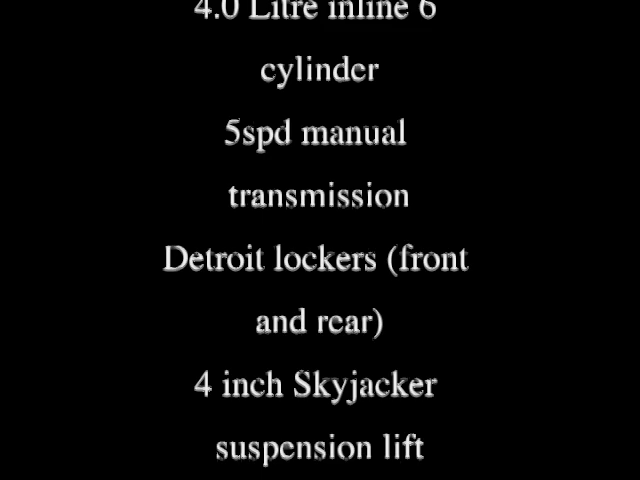 4.0 Litre inline 6
cylinder
5spd manual
transmission
Detroit lockers (front
and rear)
4 inch Skyjacker
suspension lift